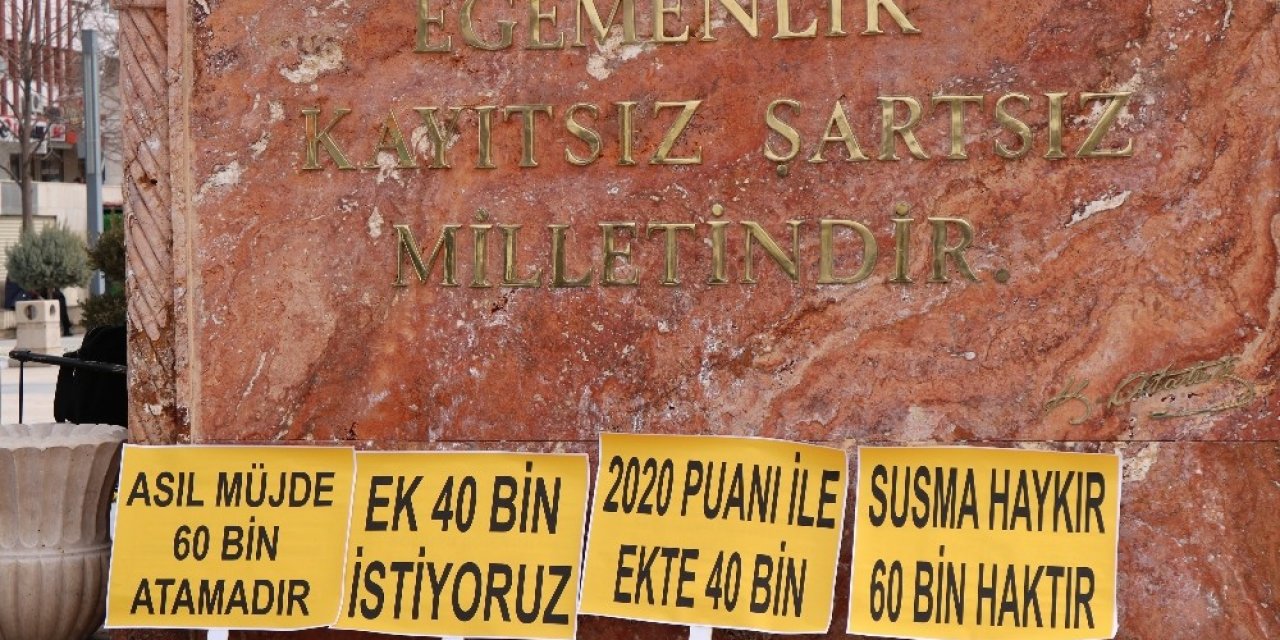 EGEMENLİK
KAYITSIZ ŞARTSIZ
MİLLETİNDİR.
K. Atatürk
ASIL MÜJDE
60 BİN
ATAMADIR
EK 40 BİN
İSTİYORUZ
2020 PUANI İLE
EKTE 40 BİN
SUSMA HAYKIR
60 BİN HAKTIR